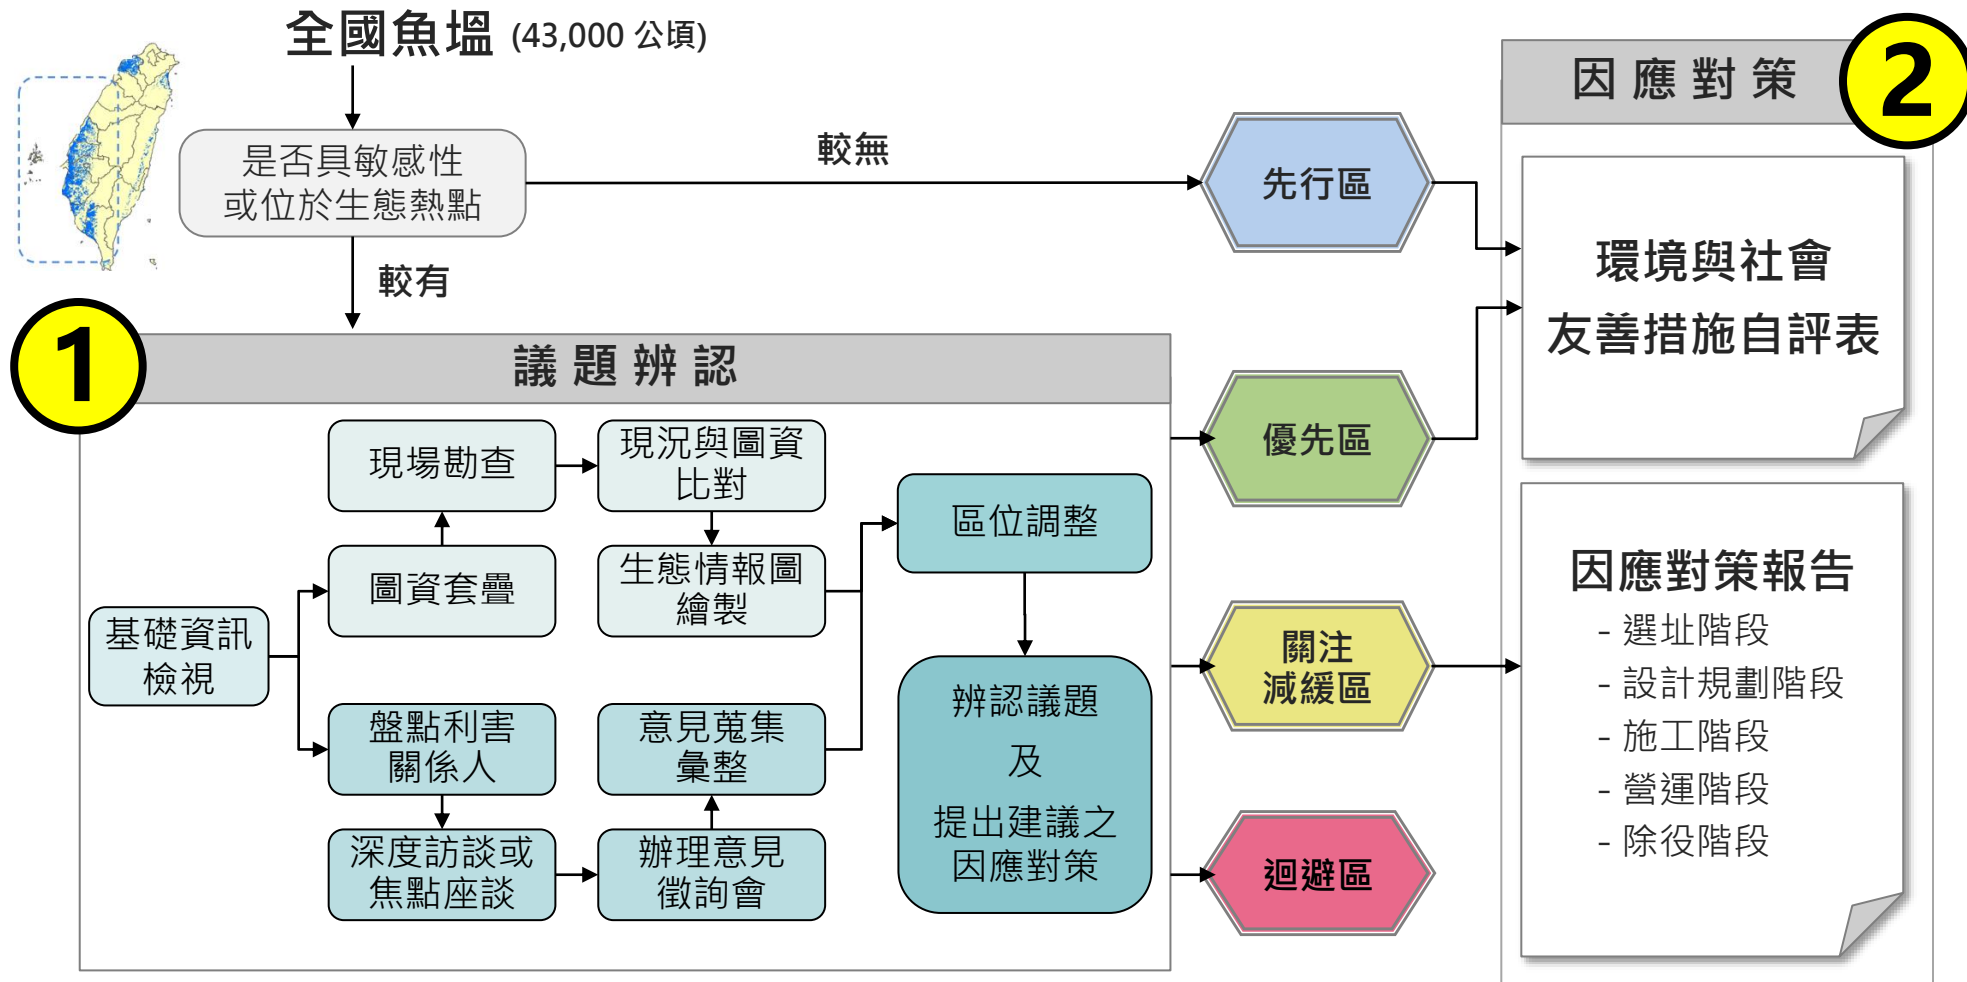 全國魚塭 (43,000 公頃)
是否具敏感性
或位於生態熱點
較無
較有
1
議題辨認
基礎資訊
檢視
圖資套疊
現場勘查
現況與圖資
比對
生態情報圖
繪製
盤點利害
關係人
深度訪談或
焦點座談
辦理意見
徵詢會
意見蒐集
彙整
區位調整
辨認議題
及
提出建議之
因應對策
先行區
優先區
關注
減緩區
迴避區
因應對策
2
環境與社會
友善措施自評表
因應對策報告
- 選址階段
- 設計規劃階段
- 施工階段
- 營運階段
- 除役階段